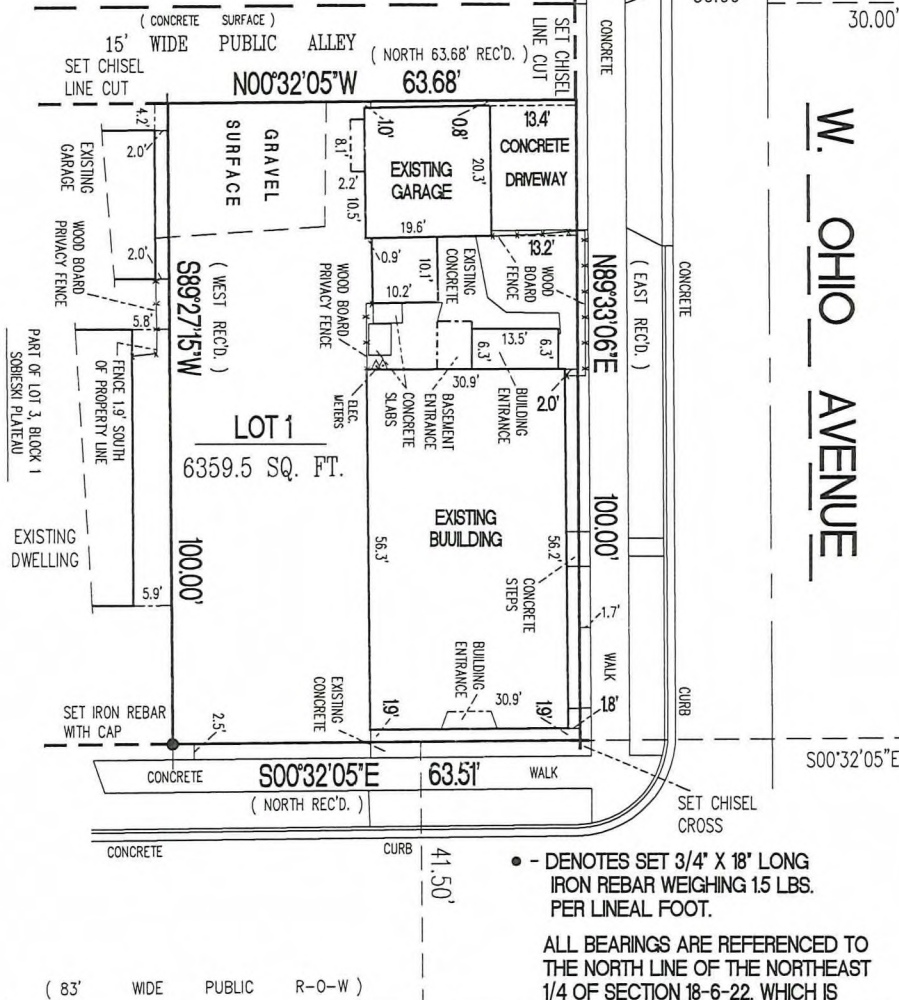 ( CONCRETE SURFACE )
15' WIDE PUBLIC ALLEY
SET CHISEL
LINE CUT
( NORTH 63.68' REC'D. )
N00°32'05"W 63.68'
SET CHISEL
LINE CUT
CONCRETE
30.00'
W. OHIO AVENUE
4.2'
2.0'
EXISTING
GARAGE
2.0'
WOOD BOARD
PRIVACY FENCE
5.8'
FENCE 1.9' SOUTH
OF PROPERTY LINE
PART OF LOT 3, BLOCK 1
SOBIESKI PLATEAU
EXISTING
DWELLING
5.9'
GRAVEL
SURFACE
8.1'
2.2'
10.5'
1.0'
0.8'
EXISTING
GARAGE
20.3'
19.6'
13.4'
CONCRETE
DRIVEWAY
13.2'
WOOD
BOARD
FENCE
0.9'
10.1'
10.2'
EXISTING
CONCRETE
WOOD BOARD
PRIVACY FENCE
S89°27'15"W
( WEST REC'D. )
100.00'
N89°33'06"E
( EAST REC'D. )
100.00'
CONCRETE
13.5'
6.3'
6.3'
30.9'
2.0'
ELEC.
METERS
CONCRETE
SLABS
BASEMENT
ENTRANCE
BUILDING
ENTRANCE
LOT 1
6359.5 SQ. FT.
EXISTING
BUUILDING
56.3'
56.2'
CONCRETE
STEPS
1.7'
WALK
BUILDING
ENTRANCE
30.9'
1.9'
1.9'
1.8'
CURB
EXISTING
CONCRETE
SET IRON REBAR
WITH CAP
2.5'
S00°32'05"E
CONCRETE
S00°32'05"E 63.51'
WALK
( NORTH REC'D. )
SET CHISEL
CROSS
CONCRETE
CURB
41.50'
● - DENOTES SET 3/4" X 18" LONG
IRON REBAR WEIGHING 1.5 LBS.
PER LINEAL FOOT.
ALL BEARINGS ARE REFERENCED TO
THE NORTH LINE OF THE NORTHEAST
1/4 OF SECTION 18-6-22, WHICH IS
( 83' WIDE PUBLIC R-O-W )